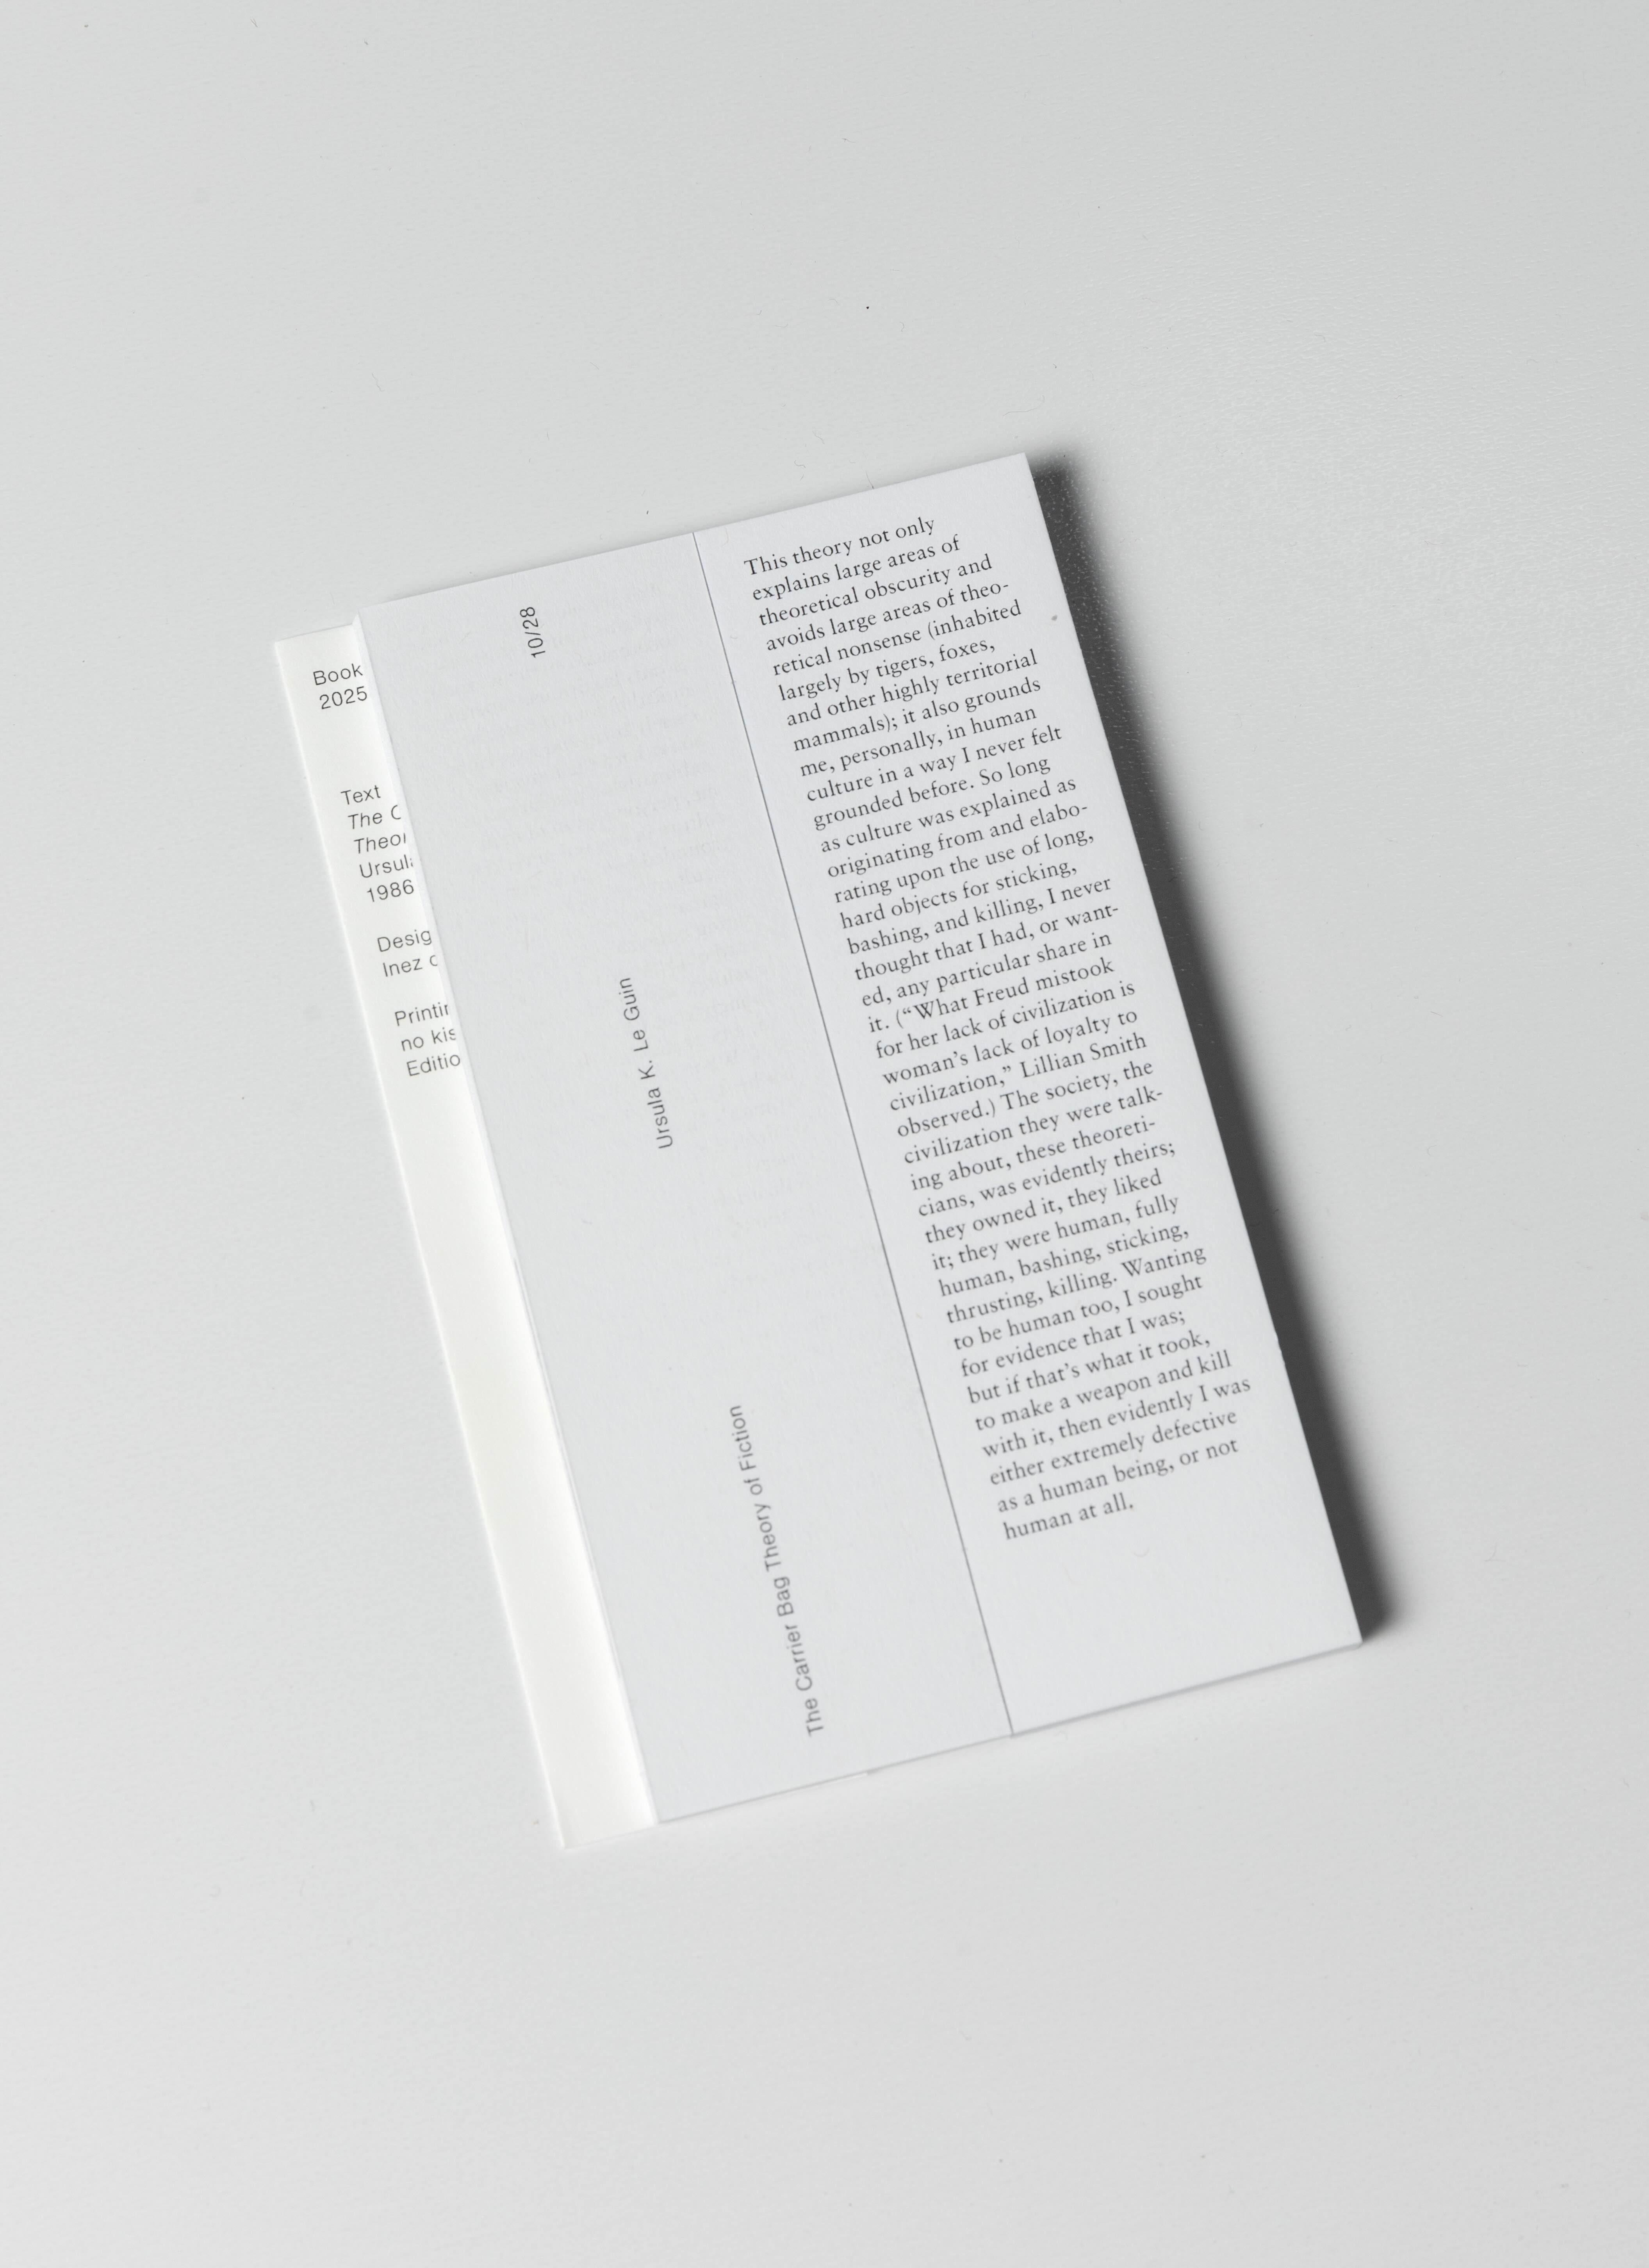 Book
2025
Text
The C
Theor
Ursula
1986
Desig
Inez
Printin
no kis
Editio
10/28
Ursula K. Le Guin
The Carrier Bag Theory of Fiction
This theory not only
explains large areas of
theoretical obscurity and
avoids large areas of theo-
retical nonsense (inhabited
largely by tigers, foxes,
and other highly territorial
mammals); it also grounds
me, personally, in human
culture in a way I never felt
grounded before. So long
as culture was explained as
originating from and elabo-
rating upon the use of long,
hard objects for sticking,
bashing, and killing, I never
thought that I had, or want-
ed, any particular share in
it. (“What Freud mistook
for her lack of civilization is
woman’s lack of loyalty to
civilization,” Lillian Smith
observed.) The society, the
civilization they were talk-
ing about, these theoreti-
cians, was evidently theirs;
they owned it, they liked
it; they were human, fully
human, bashing, sticking,
thrusting, killing. Wanting
to be human too, I sought
for evidence that I was;
but if that’s what it took,
to make a weapon and kill
with it, then evidently I was
either extremely defective
as a human being, or not
human at all.